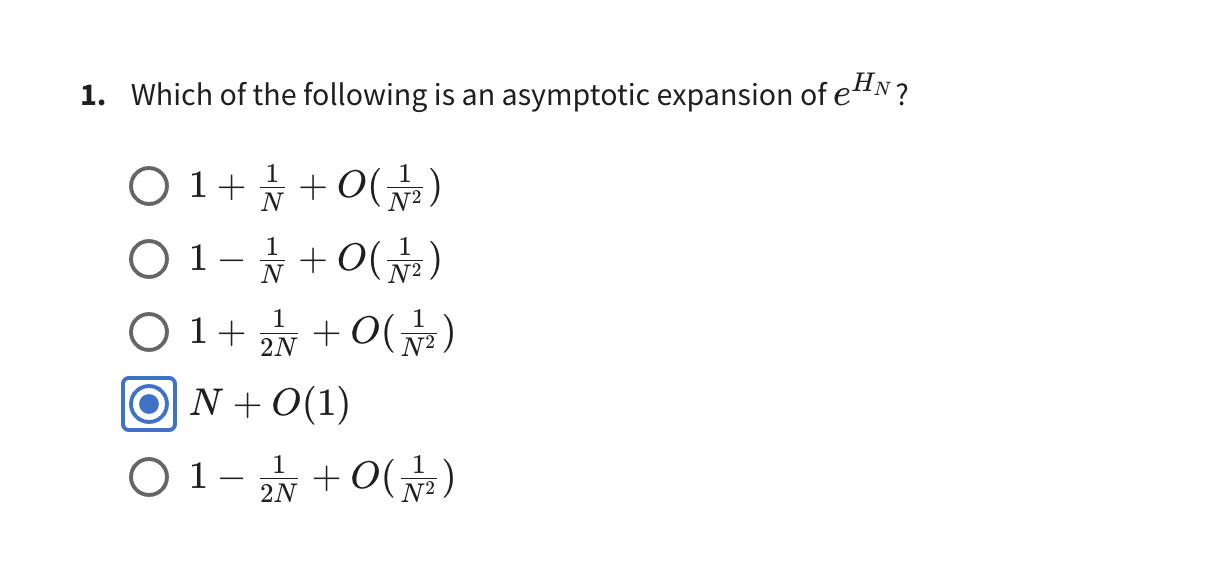 1. Which of the following is an asymptotic expansion of $e^{H_N}$?
$1 + \frac{1}{N} + O(\frac{1}{N^2})$
$1 - \frac{1}{N} + O(\frac{1}{N^2})$
$1 + \frac{1}{2N} + O(\frac{1}{N^2})$
$N + O(1)$
$1 - \frac{1}{2N} + O(\frac{1}{N^2})$